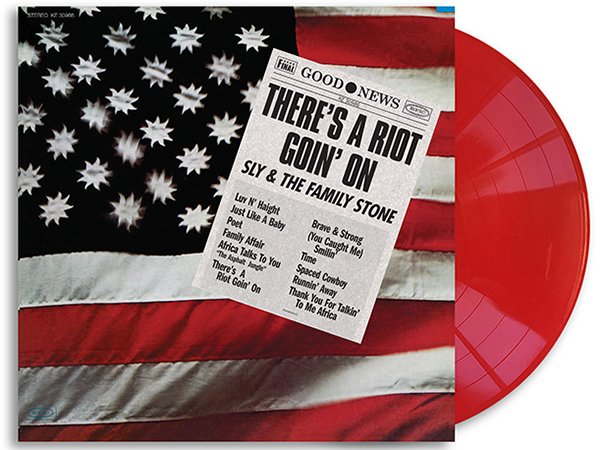 STEREO KE 30986
FINAL
GOOD NEWS
KE 30986
THERE'S A RIOT
GOIN' ON
SLY & THE FAMILY STONE
Luv N' Haight
Just Like A Baby
Poet
Family Affair
Africa Talks To You
"The Asphalt Jungle"
There's A
Riot Goin' On
Brave & Strong
(You Caught Me)
Smilin'
Time
Spaced Cowboy
Runnin' Away
Thank You For Talkin'
To Me Africa